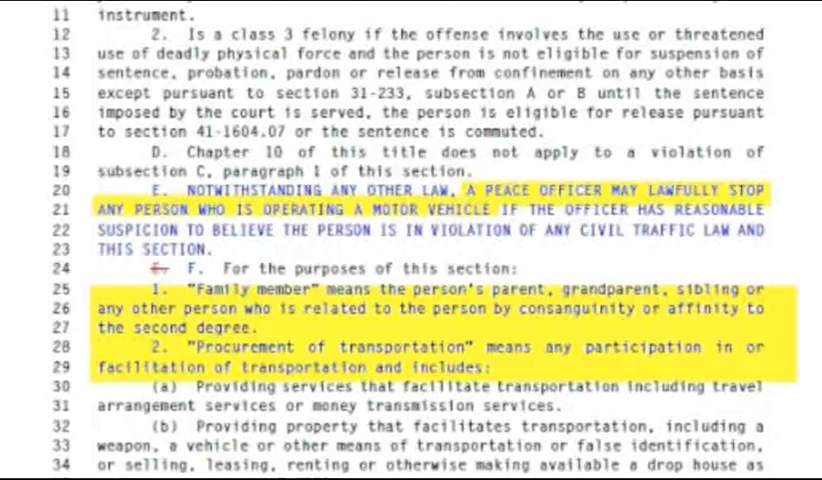 11 instrument.
12 2. Is a class 3 felony if the offense involves the use or threatened
13 use of deadly physical force and the person is not eligible for suspension of
14 sentence, probation, pardon or release from confinement on any other basis
15 except pursuant to section 31-233, subsection A or B until the sentence
16 imposed by the court is served, the person is eligible for release pursuant
17 to section 41-1604.07 or the sentence is commuted.
18 D. Chapter 10 of this title does not apply to a violation of
19 subsection C, paragraph 1 of this section.
20 E. NOTWITHSTANDING ANY OTHER LAW, A PEACE OFFICER MAY LAWFULLY STOP
21 ANY PERSON WHO IS OPERATING A MOTOR VEHICLE IF THE OFFICER HAS REASONABLE
22 SUSPICION TO BELIEVE THE PERSON IS IN VIOLATION OF ANY CIVIL TRAFFIC LAW AND
23 THIS SECTION.
24 E. F. For the purposes of this section:
25 1. "Family member" means the person's parent, grandparent, sibling or
26 any other person who is related to the person by consanguinity or affinity to
27 the second degree.
28 2. "Procurement of transportation" means any participation in or
29 facilitation of transportation and includes:
30 (a) Providing services that facilitate transportation including travel
31 arrangement services or money transmission services.
32 (b) Providing property that facilitates transportation, including a
33 weapon, a vehicle or other means of transportation or false identification,
34 or selling, leasing, renting or otherwise making available a drop house as